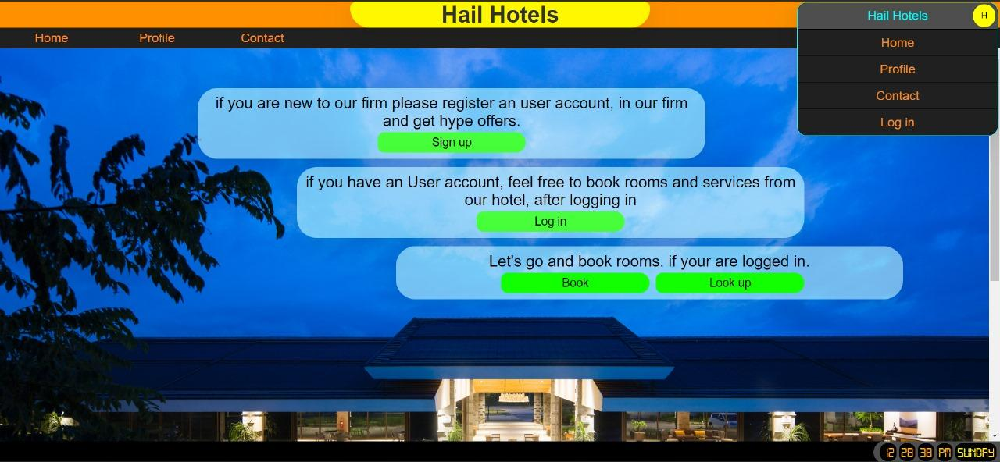 Hail Hotels
Home Profile Contact
Hail Hotels H
Home
Profile
Contact
Log in
if you are new to our firm please register an user account, in our firm
and get hype offers.
Sign up
if you have an User account, feel free to book rooms and services from
our hotel, after logging in
Log in
Let's go and book rooms, if your are logged in.
Book Look up
12 28 38 PM SUNDAY